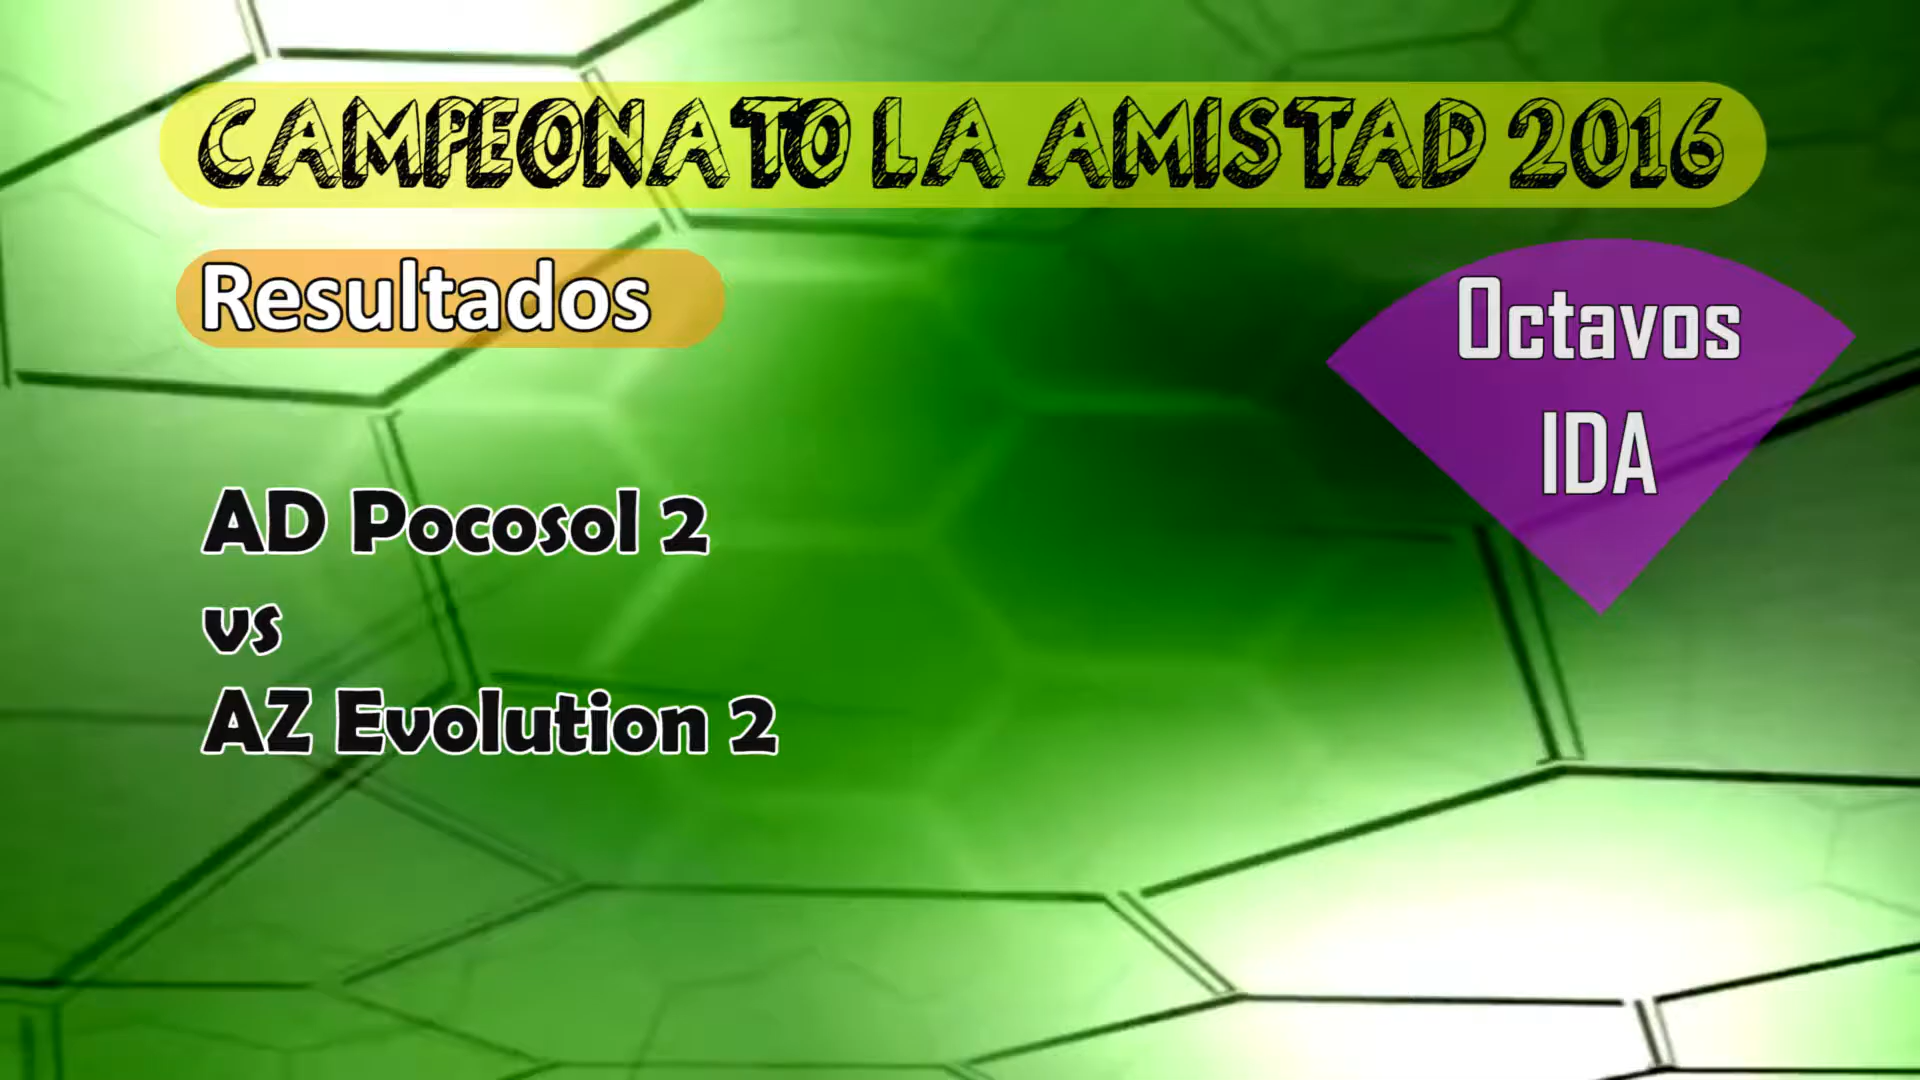 CAMPEONATO LA AMISTAD 2016
Resultados
Octavos
IDA
AD Pocosol 2
vs
AZ Evolution 2